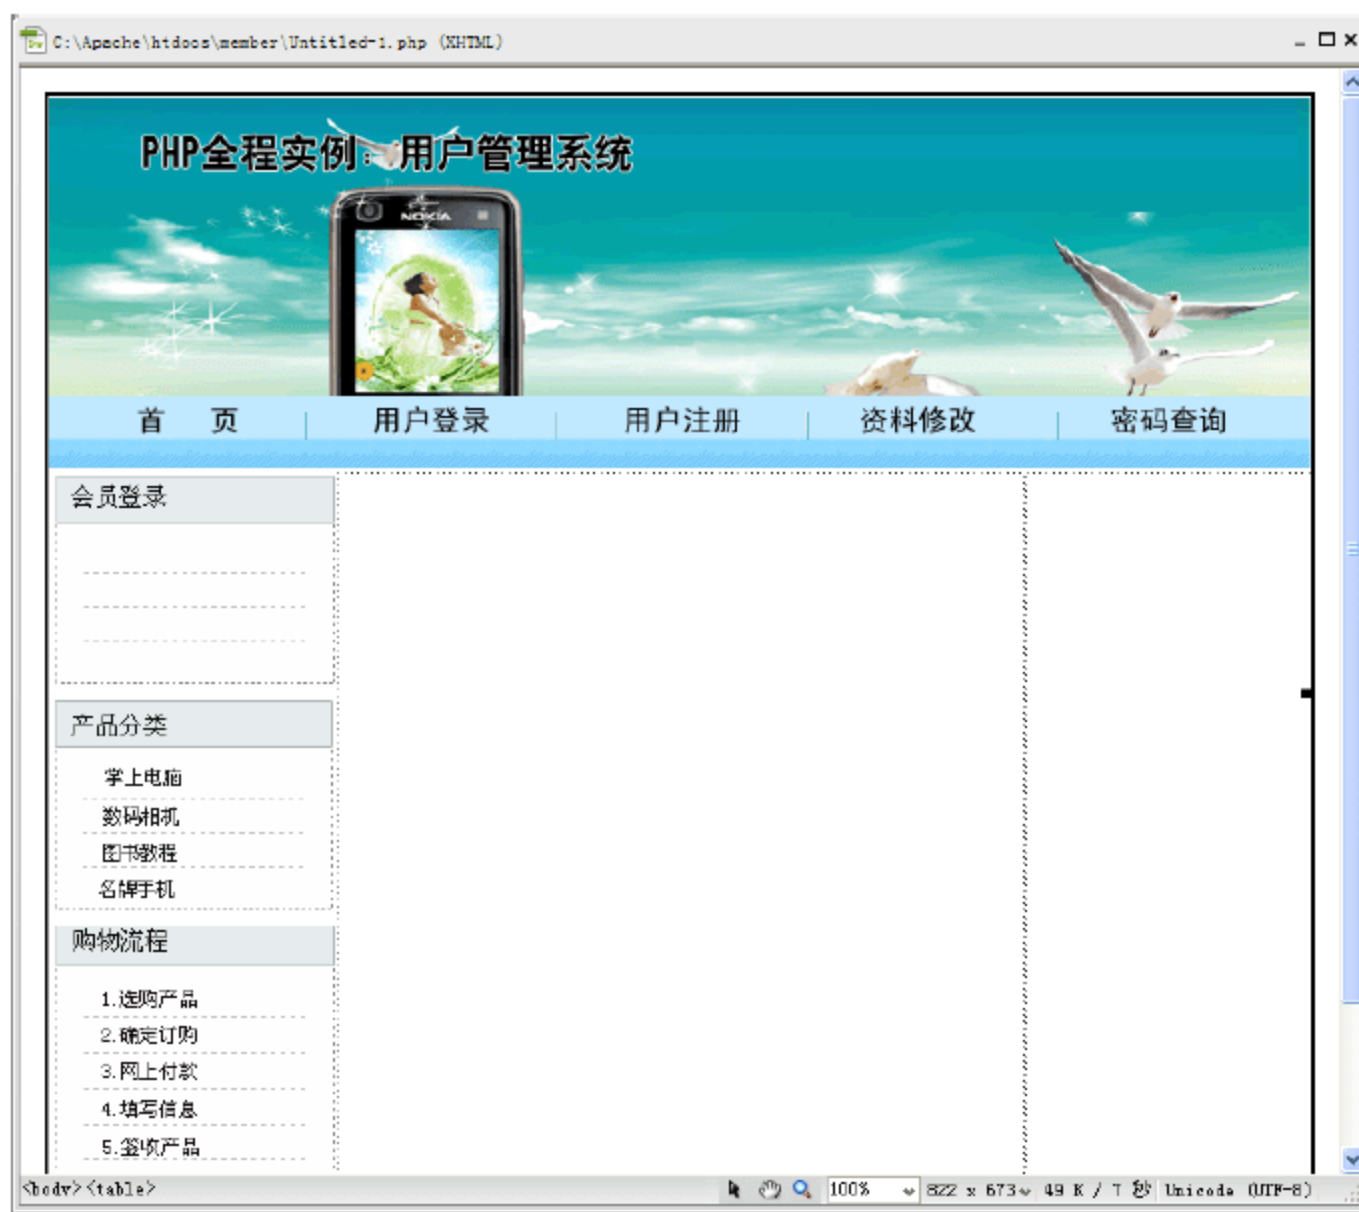 C:\Apache\htdocs\member\Untitled-1.php (XHTML)
PHP全程实例：用户管理系统
NOKIA
首 页 用户登录 用户注册 资料修改 密码查询
会员登录
产品分类
掌上电脑
数码相机
图书教程
名牌手机
购物流程
1.选购产品
2.确定订购
3.网上付款
4.填写信息
5.签收产品
<body><table> 100% 822 x 673 49 K / 7 秒 Unicode (UTF-8)